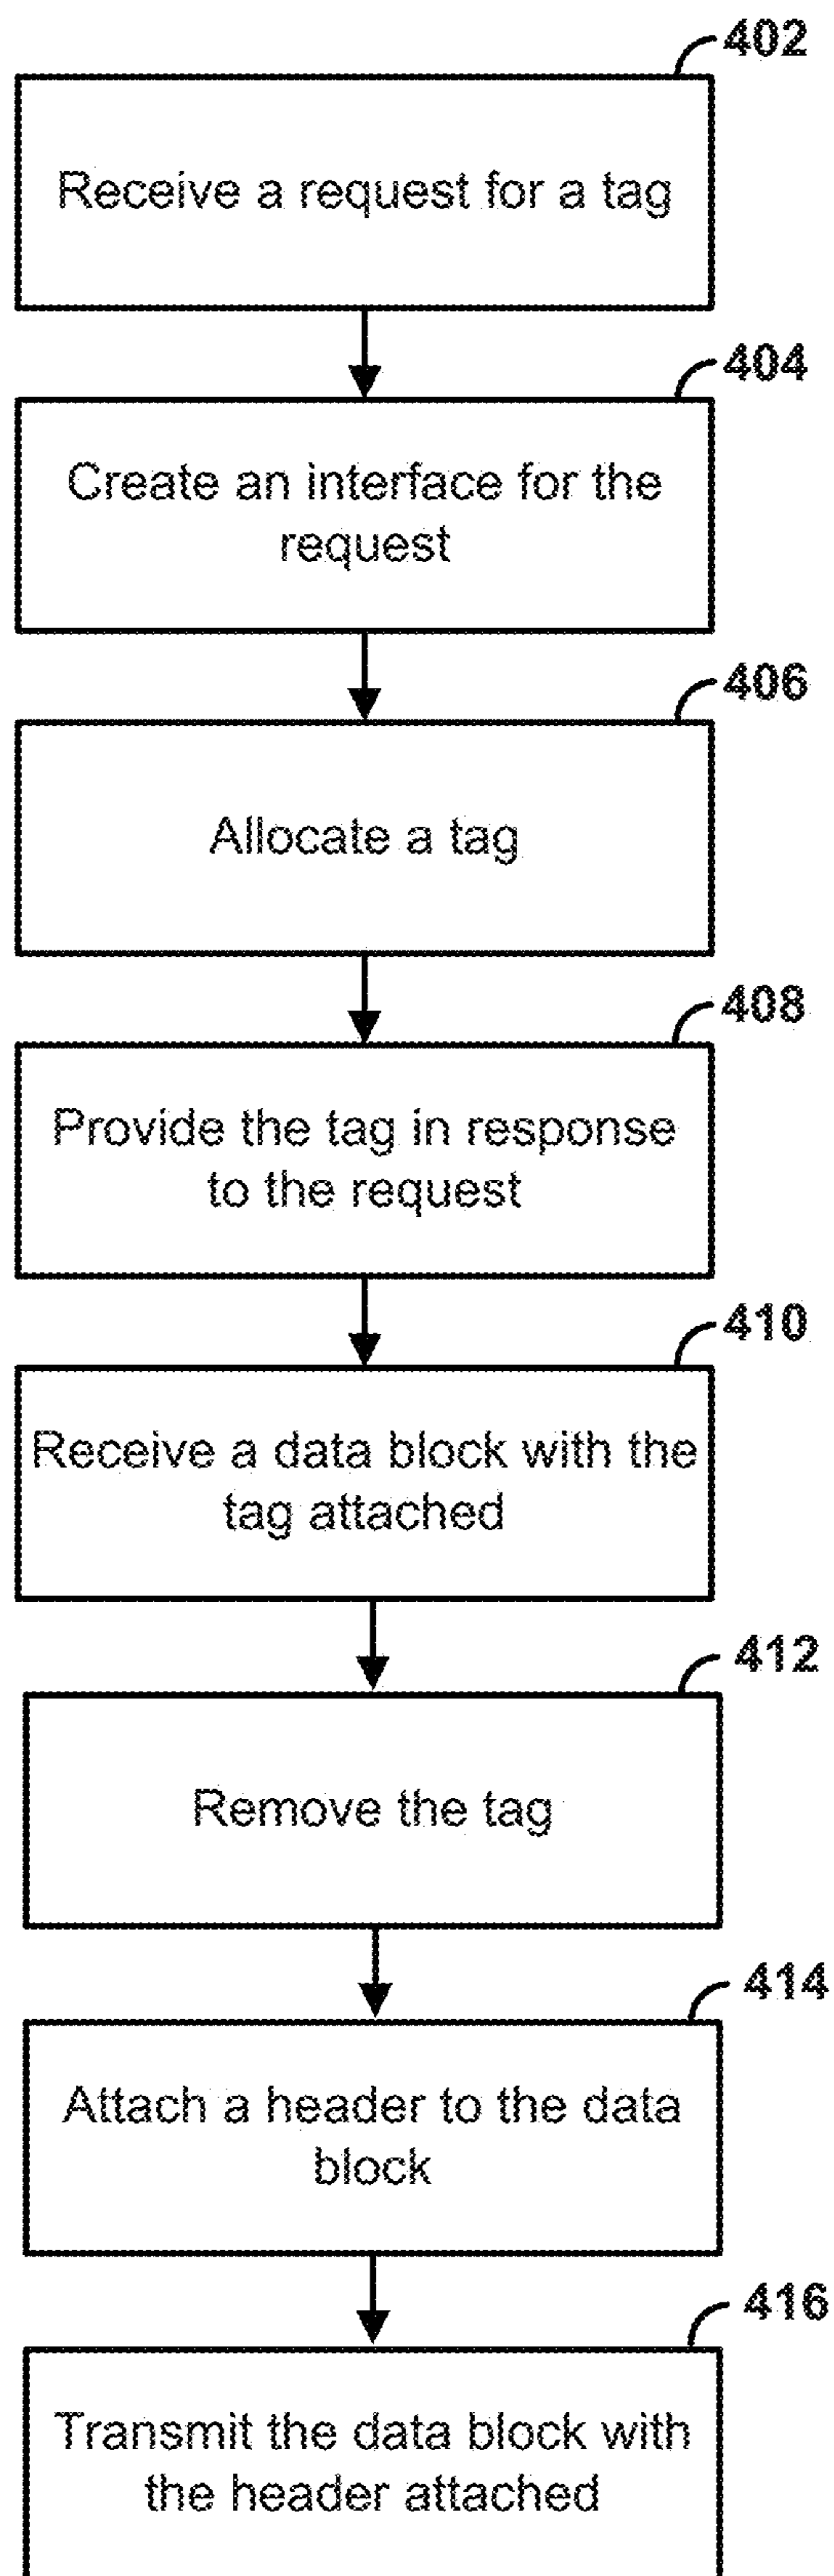 402
Receive a request for a tag
404
Create an interface for the
request
406
Allocate a tag
408
Provide the tag in response
to the request
410
Receive a data block with the
tag attached
412
Remove the tag
414
Attach a header to the data
block
416
Transmit the data block with
the header attached